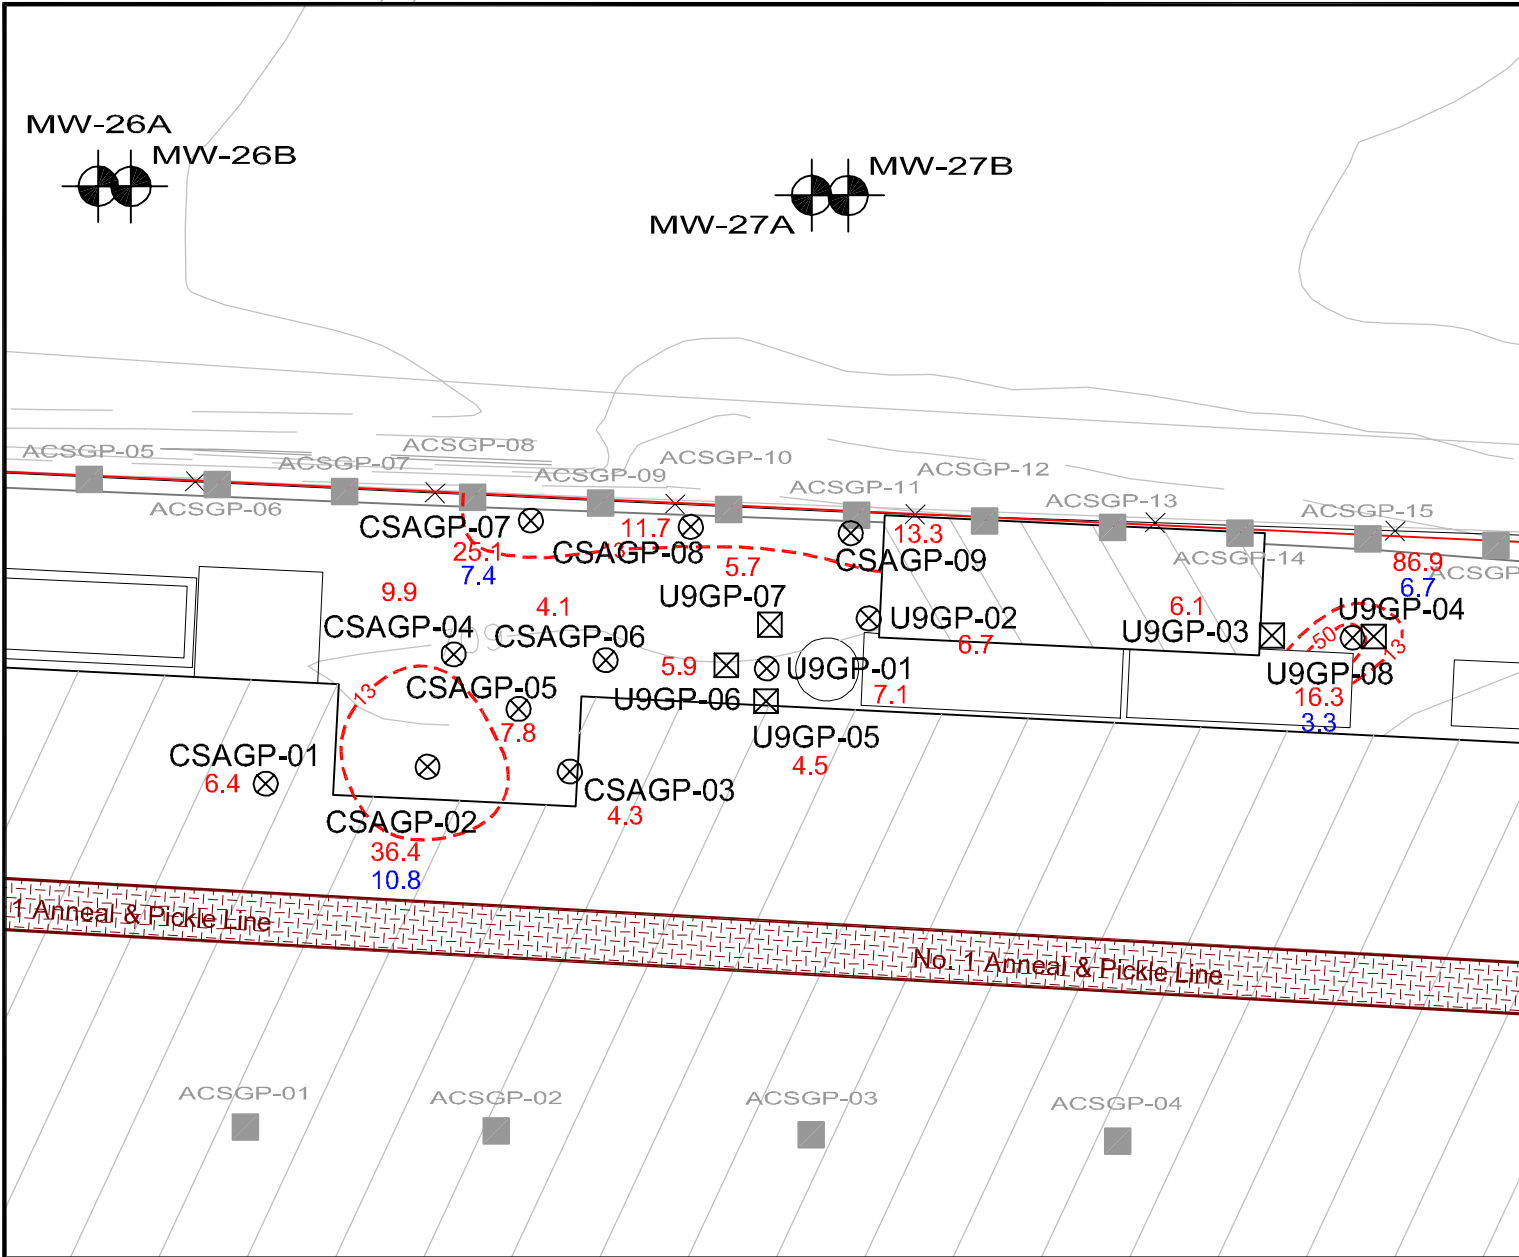 MW-26A
MW-26B
MW-27B
MW-27A
ACSGP-05
ACSGP-06
ACSGP-07
ACSGP-08
ACSGP-09
ACSGP-10
ACSGP-11
ACSGP-12
ACSGP-13
ACSGP-14
ACSGP-15
ACSGP
CSAGP-07
25.1
7.4
CSAGP-08
11.7
13
5.7
CSAGP-09
13.3
86.9
6.7
9.9
4.1
U9GP-07
U9GP-02
6.7
6.1
U9GP-03
U9GP-04
50
13
CSAGP-04
CSAGP-06
5.9
U9GP-01
7.1
U9GP-08
16.3
3.3
13
CSAGP-05
7.8
U9GP-06
U9GP-05
4.5
CSAGP-01
6.4
CSAGP-03
4.3
CSAGP-02
36.4
10.8
1 Anneal & Pickle Line
No. 1 Anneal & Pickle Line
ACSGP-01
ACSGP-02
ACSGP-03
ACSGP-04